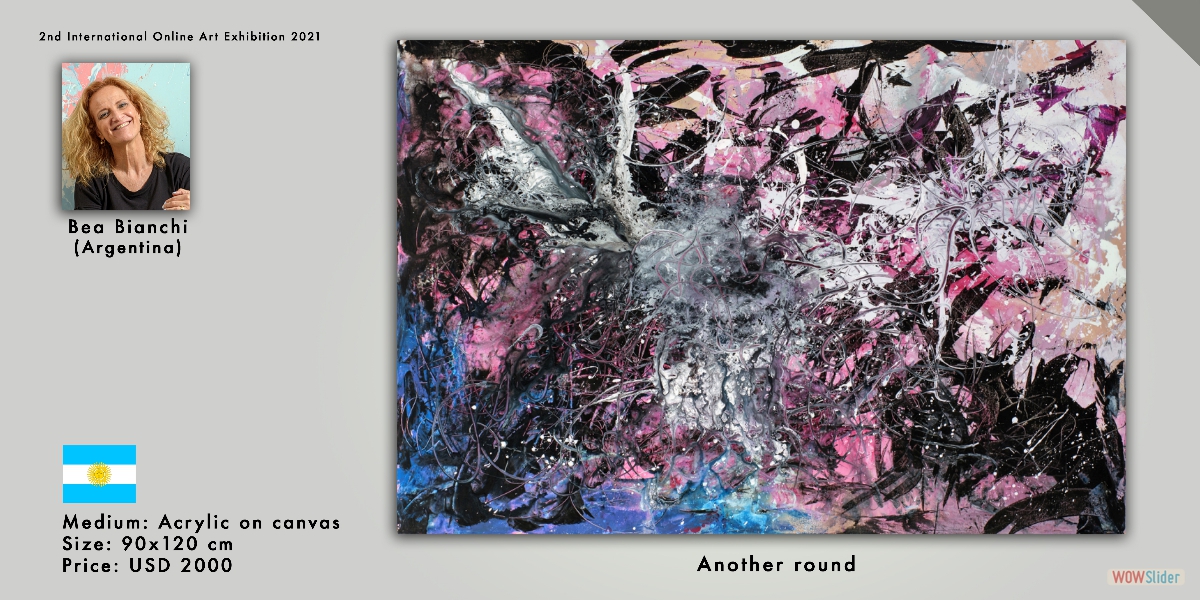 2nd International Online Art Exhibition 2021
Bea Bianchi
(Argentina)
Medium: Acrylic on canvas
Size: 90x120 cm
Price: USD 2000
Another round
WOWSlider